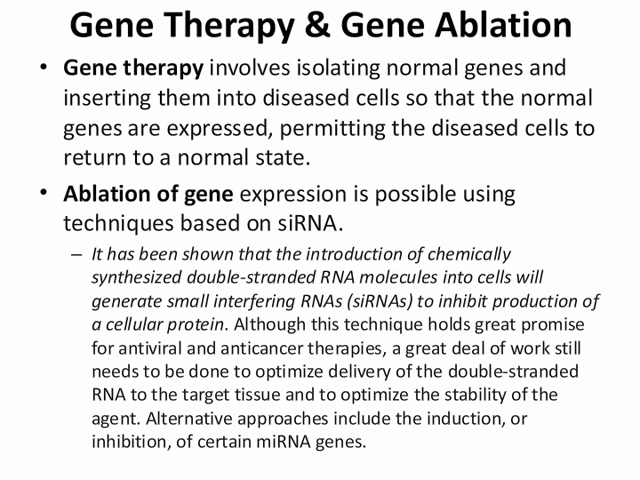 Gene Therapy & Gene Ablation
• Gene therapy involves isolating normal genes and
inserting them into diseased cells so that the normal
genes are expressed, permitting the diseased cells to
return to a normal state.
• Ablation of gene expression is possible using
techniques based on siRNA.
– It has been shown that the introduction of chemically
synthesized double-stranded RNA molecules into cells will
generate small interfering RNAs (siRNAs) to inhibit production of
a cellular protein. Although this technique holds great promise
for antiviral and anticancer therapies, a great deal of work still
needs to be done to optimize delivery of the double-stranded
RNA to the target tissue and to optimize the stability of the
agent. Alternative approaches include the induction, or
inhibition, of certain miRNA genes.